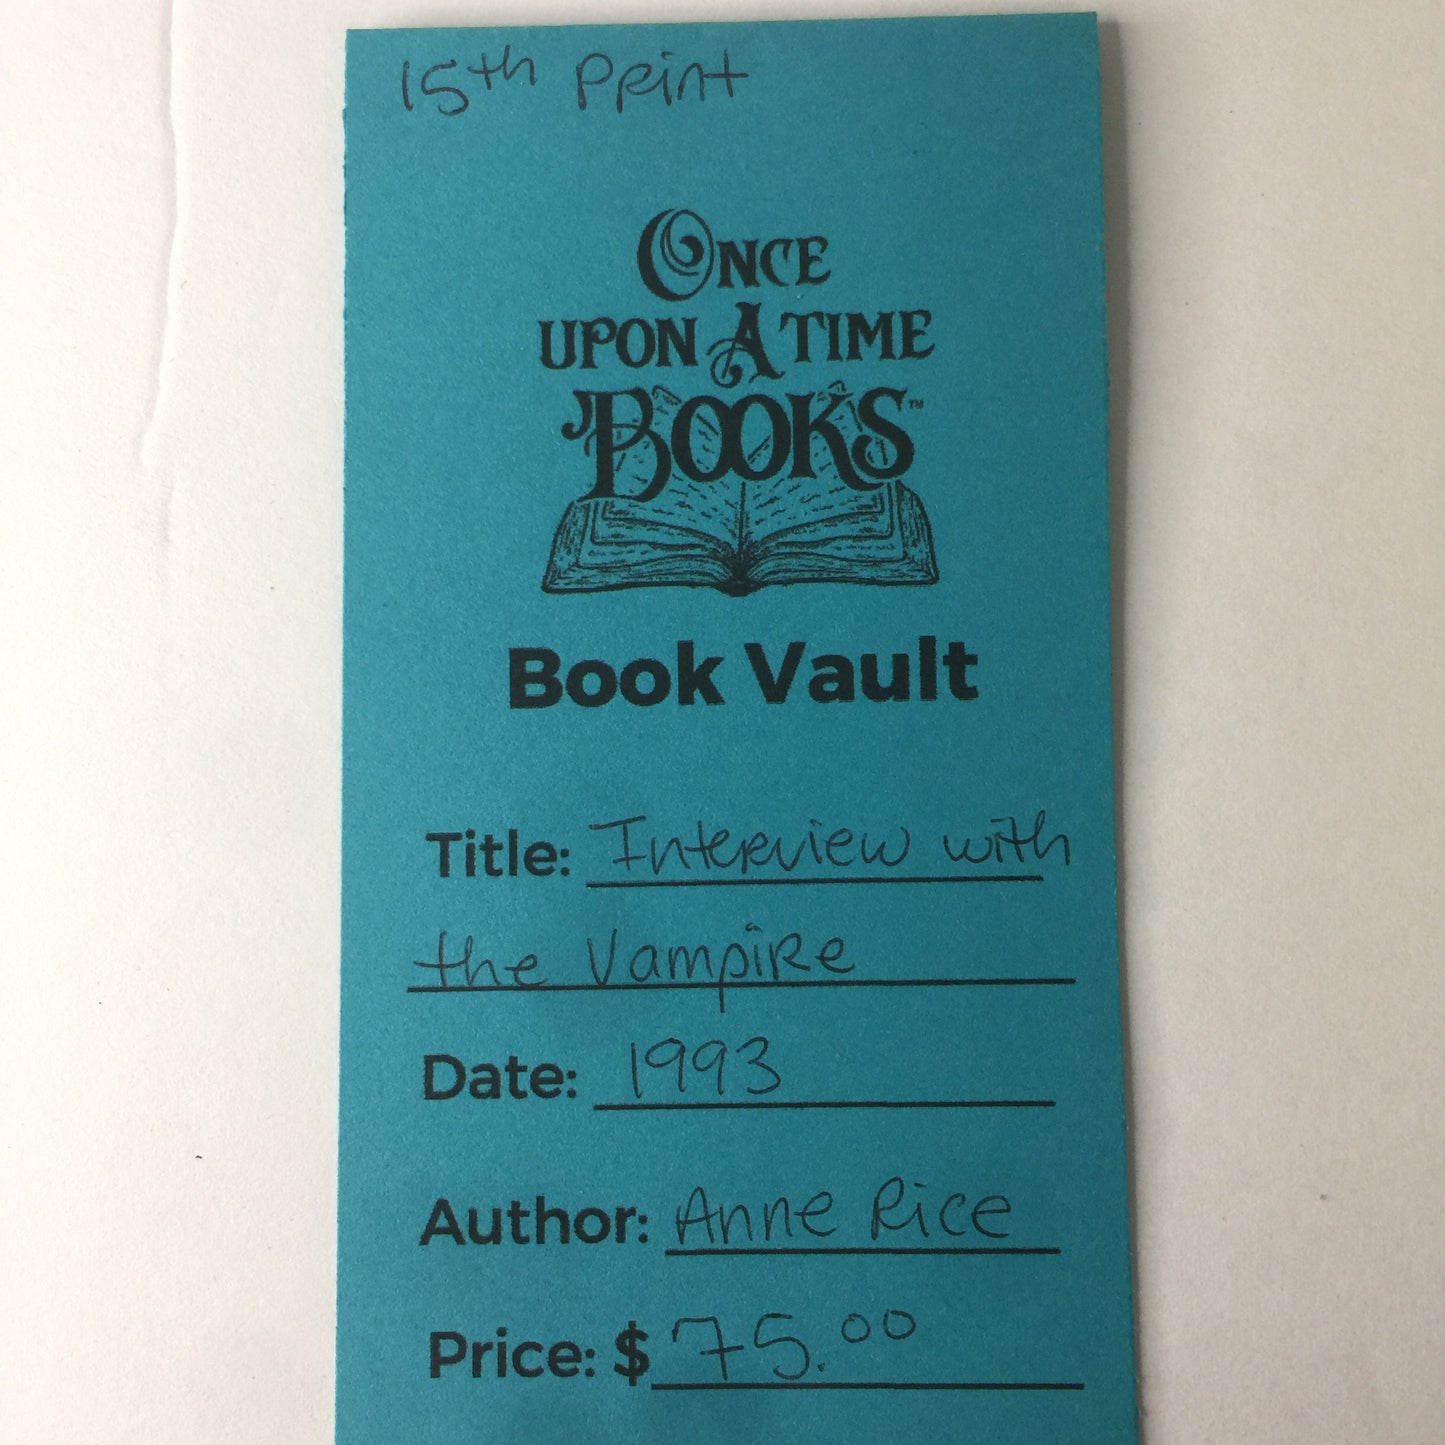 15th Print
ONCE
UPON A TIME
BOOKS™
Book Vault
Title: Interview with
the Vampire
Date: 1993
Author: Anne Rice
Price: $75.00